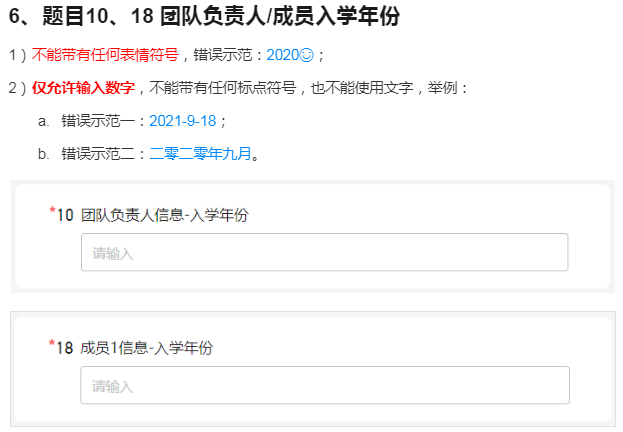 6、题目10、18 团队负责人/成员入学年份
1）不能带有任何表情符号，错误示范：2020☺；
2）仅允许输入数字，不能带有任何标点符号，也不能使用文字，举例：
a. 错误示范一：2021-9-18；
b. 错误示范二：二零二零年九月。
*10 团队负责人信息-入学年份
请输入
*18 成员1信息-入学年份
请输入